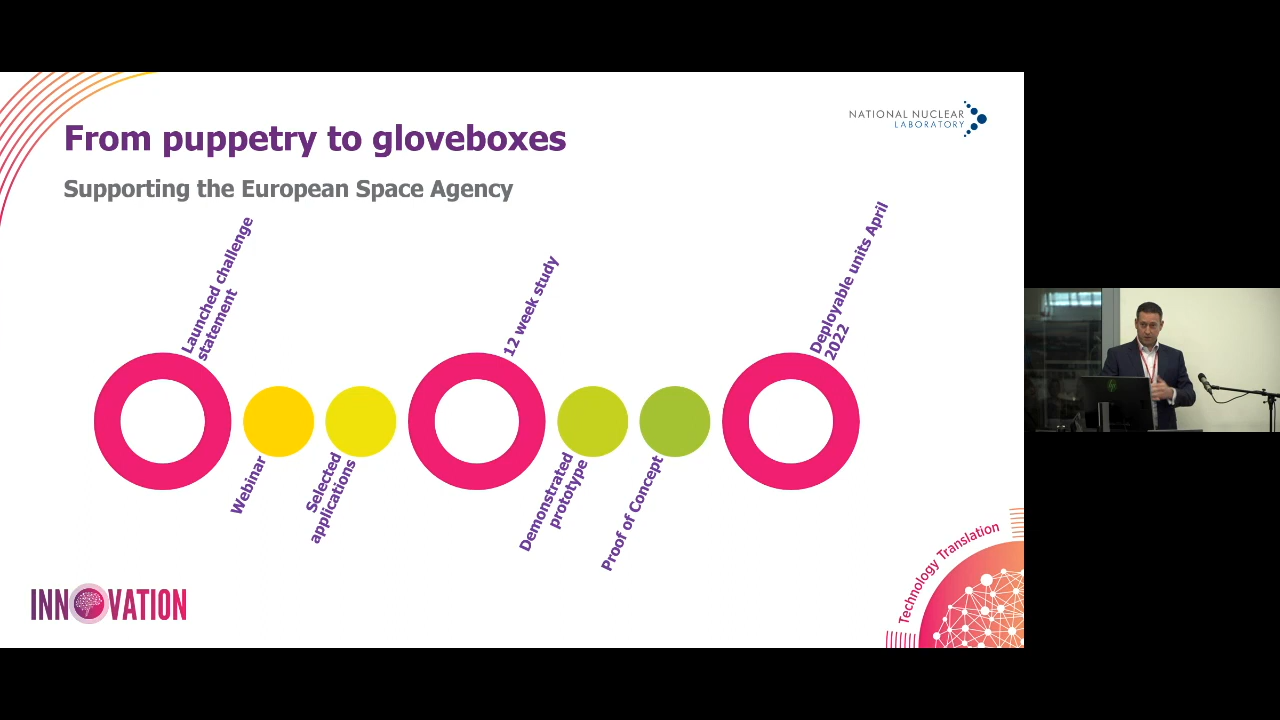 From puppetry to gloveboxes
Supporting the European Space Agency
NATIONAL NUCLEAR
LABORATORY
Launched challenge
statement
Webinar
Selected
applications
12 week study
Demonstrated
prototype
Proof of Concept
Deployable units April
2022
INNOVATION
Technology Translation